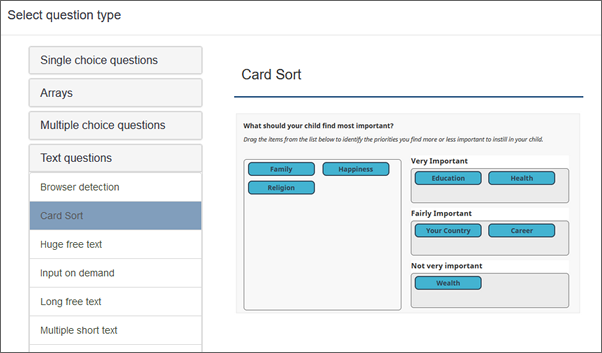 Select question type
Single choice questions
Arrays
Multiple choice questions
Text questions
Browser detection
Card Sort
Huge free text
Input on demand
Long free text
Multiple short text
Card Sort
What should your child find most important?
Drag the items from the list below to identify the priorities you find more or less important to instill in your child.
Family Happiness
Religion
Very Important
Education Health
Fairly Important
Your Country Career
Not very important
Wealth